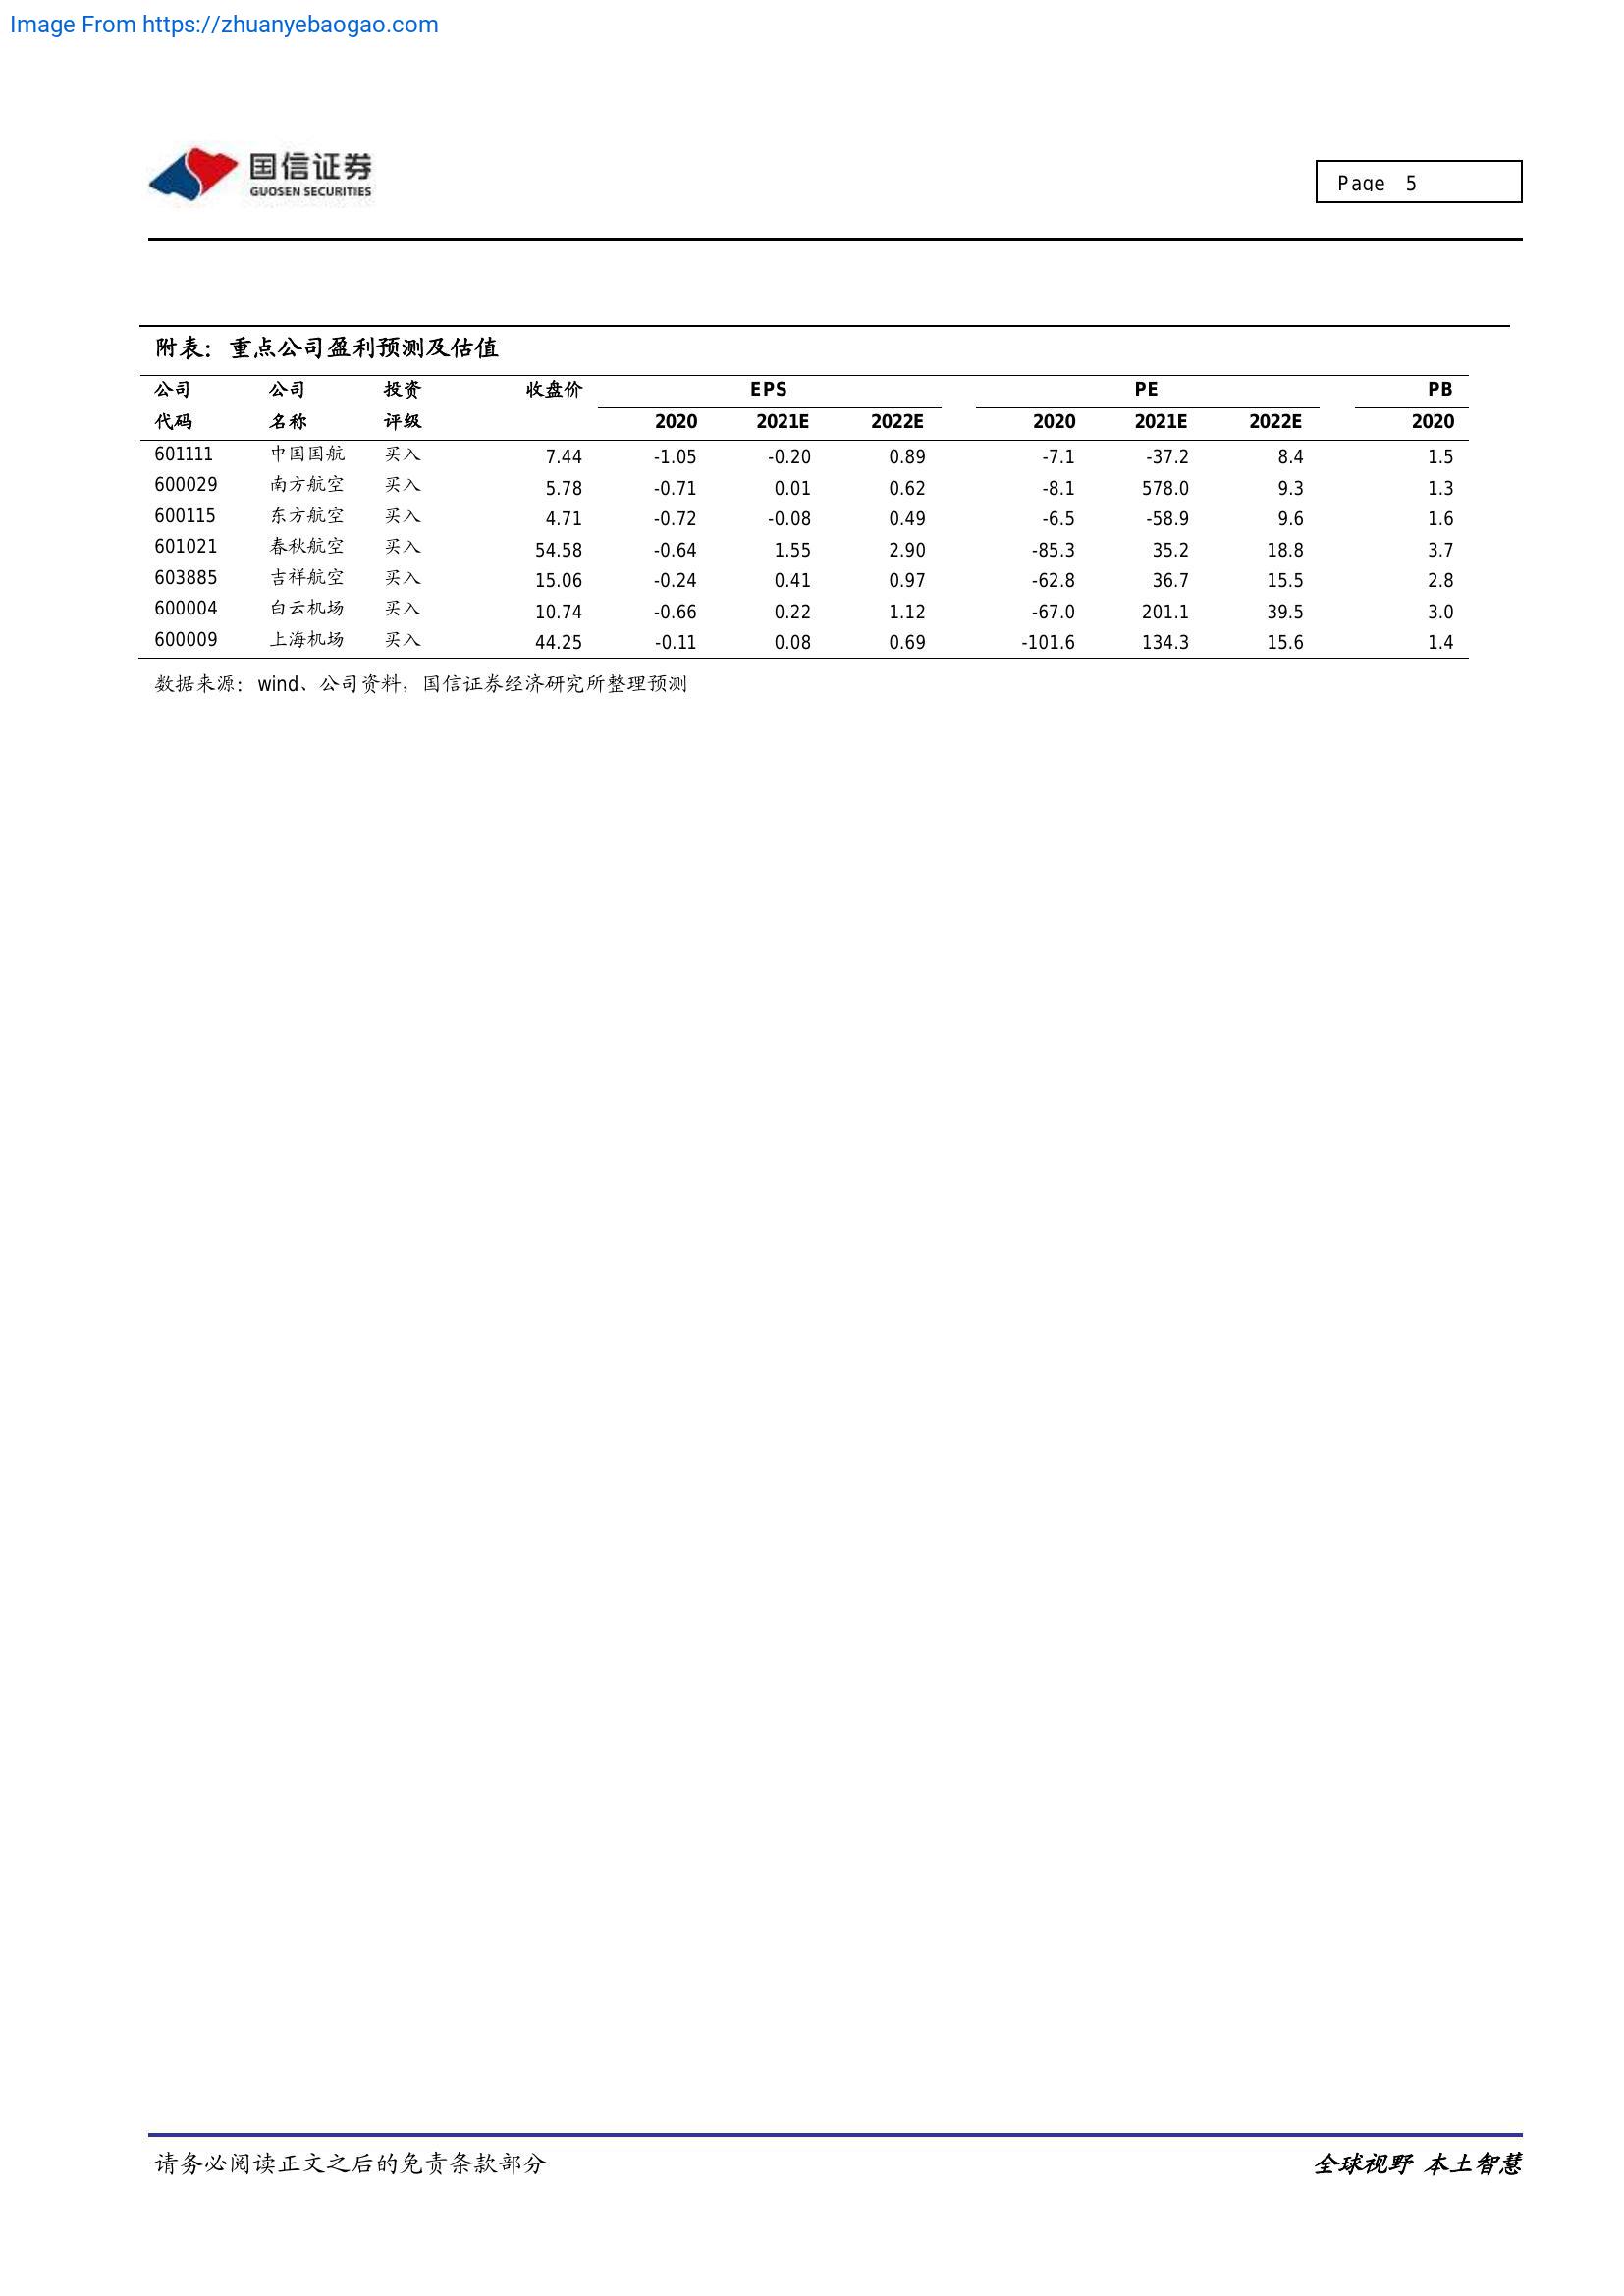 Image From https://zhuanyebaogao.com
国信证券
GUOSEN SECURITIES
Page 5
附表：重点公司盈利预测及估值
公司 公司 投资 收盘价 EPS PE PB
代码 名称 评级 2020 2021E 2022E 2020 2021E 2022E 2020
601111 中国国航 买入 7.44 -1.05 -0.20 0.89 -7.1 -37.2 8.4 1.5
600029 南方航空 买入 5.78 -0.71 0.01 0.62 -8.1 578.0 9.3 1.3
600115 东方航空 买入 4.71 -0.72 -0.08 0.49 -6.5 -58.9 9.6 1.6
601021 春秋航空 买入 54.58 -0.64 1.55 2.90 -85.3 35.2 18.8 3.7
603885 吉祥航空 买入 15.06 -0.24 0.41 0.97 -62.8 36.7 15.5 2.8
600004 白云机场 买入 10.74 -0.66 0.22 1.12 -67.0 201.1 39.5 3.0
600009 上海机场 买入 44.25 -0.11 0.08 0.69 -101.6 134.3 15.6 1.4
数据来源：wind、公司资料，国信证券经济研究所整理预测
请务必阅读正文之后的免责条款部分
全球视野 本土智慧